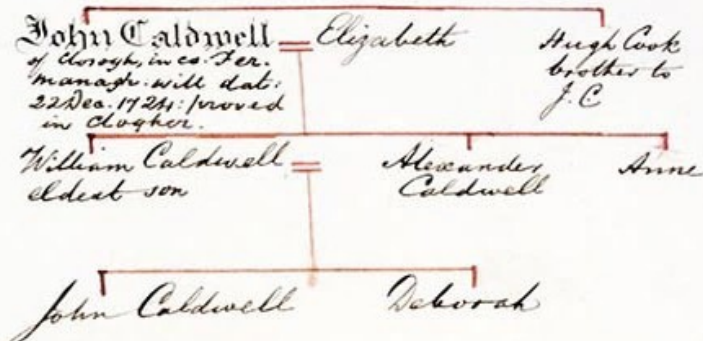 John Caldwell = Elizabeth
Hugh Cook
brother to
J. C.
of Clorogh, in co. Fer.
managh. will dat:
22 Dec. 1724: proved
in Clogher.
William Caldwell =
eldest son
Alexander
Caldwell
Anne
John Caldwell
Deborah